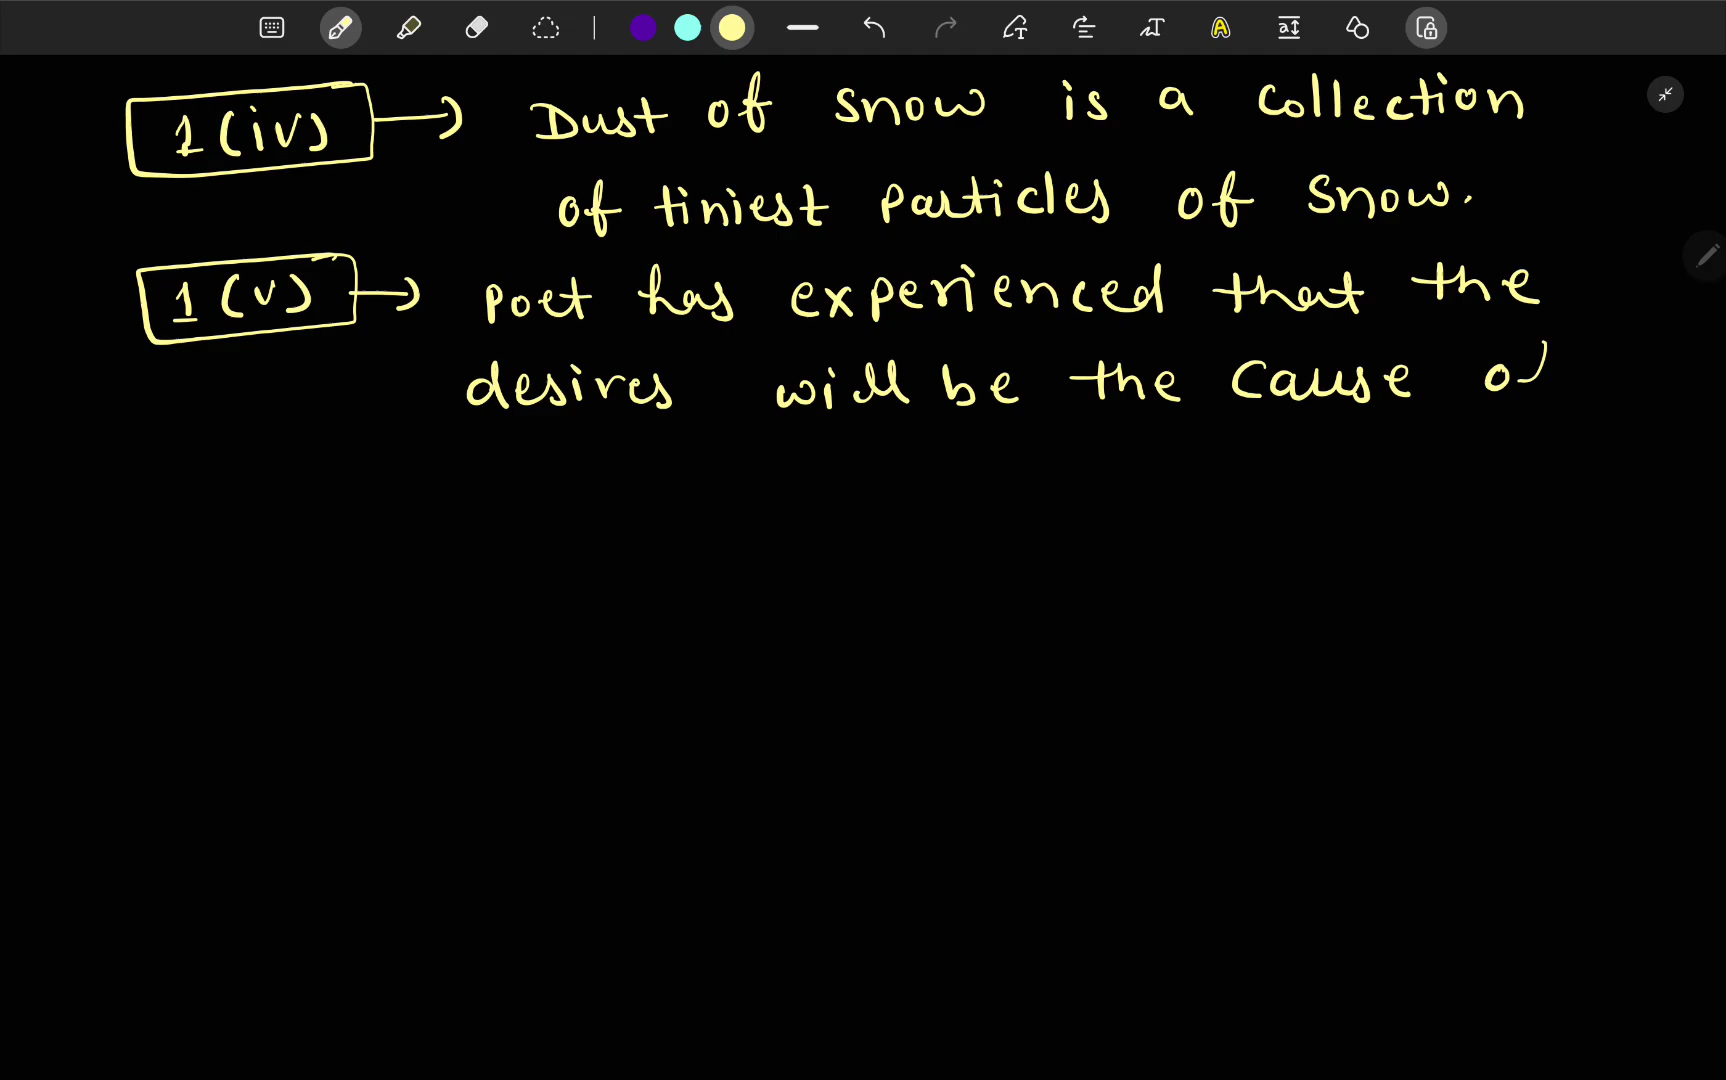 1(iv) → Dust of snow is a collection
of tiniest particles of snow.
1(v) → poet has experienced that the
desires will be the cause